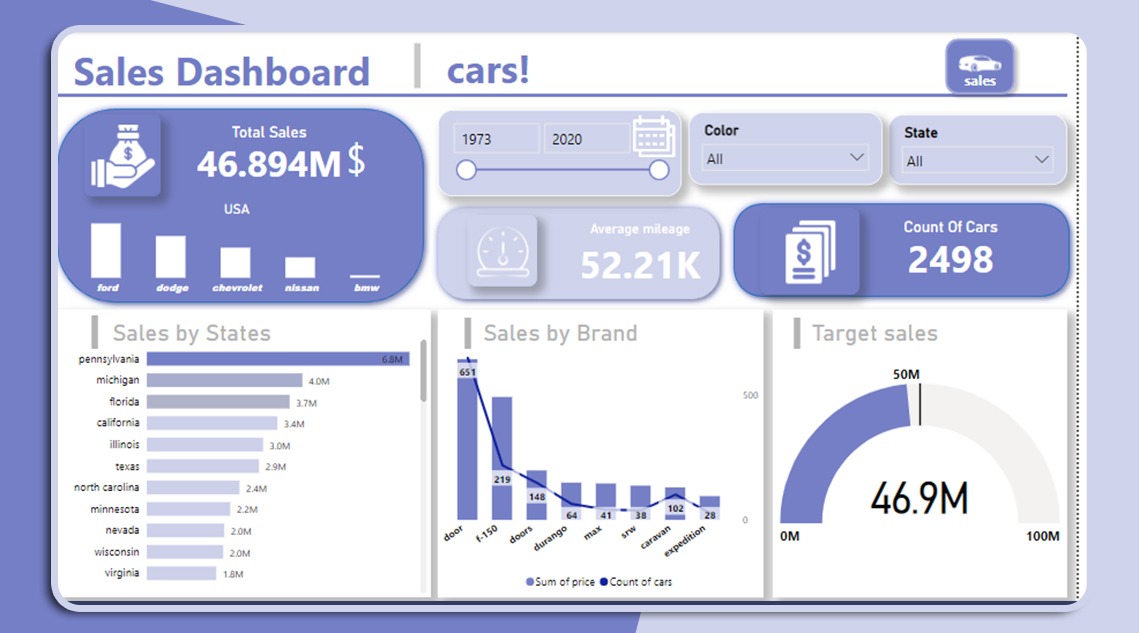 Sales Dashboard
cars!
sales
Total Sales
46.894M $
USA
ford dodge chevrolet nissan bmw
1973 2020
Color
All
State
All
Average mileage
52.21K
Count Of Cars
2498
Sales by States
pennsylvania 6.8M
michigan 4.0M
florida 3.7M
california 3.4M
illinois 3.0M
texas 2.9M
north carolina 2.4M
minnesota 2.2M
nevada 2.0M
wisconsin 2.0M
virginia 1.8M
Sales by Brand
651
500
219
148
64 41 38 102 28
0
door f-150 doors durango max srw caravan expedition
Sum of price Count of cars
Target sales
50M
46.9M
0M 100M